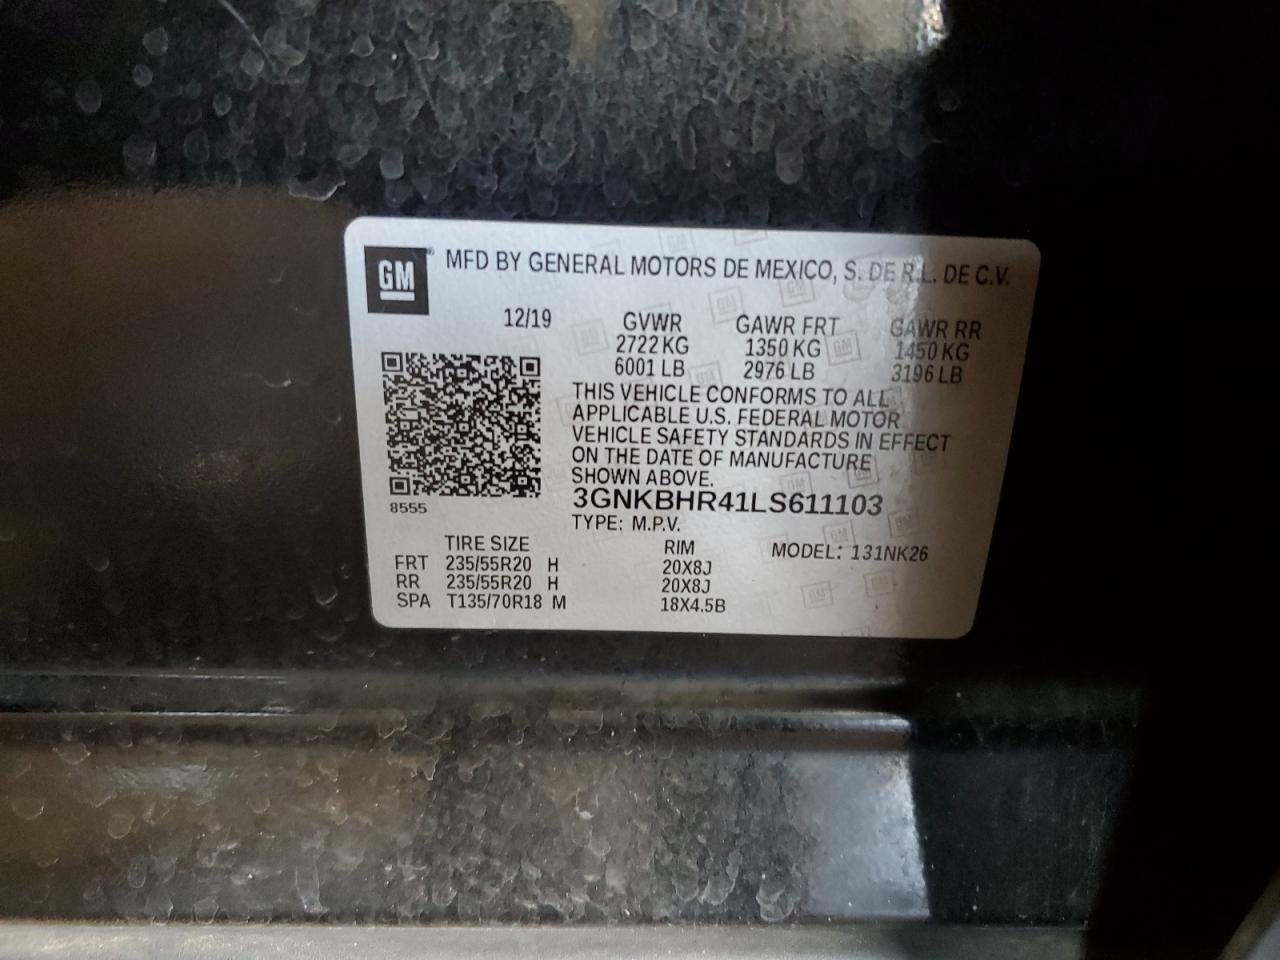 GM ® MFD BY GENERAL MOTORS DE MEXICO, S. DE R.L. DE C.V.
12/19 GVWR GAWR FRT GAWR RR
2722 KG 1350 KG 1450 KG
6001 LB 2976 LB 3196 LB
THIS VEHICLE CONFORMS TO ALL
APPLICABLE U.S. FEDERAL MOTOR
VEHICLE SAFETY STANDARDS IN EFFECT
ON THE DATE OF MANUFACTURE
SHOWN ABOVE.
8555
3GNKBHR41LS611103
TYPE: M.P.V.
TIRE SIZE RIM MODEL: 131NK26
FRT 235/55R20 H 20X8J
RR 235/55R20 H 20X8J
SPA T135/70R18 M 18X4.5B